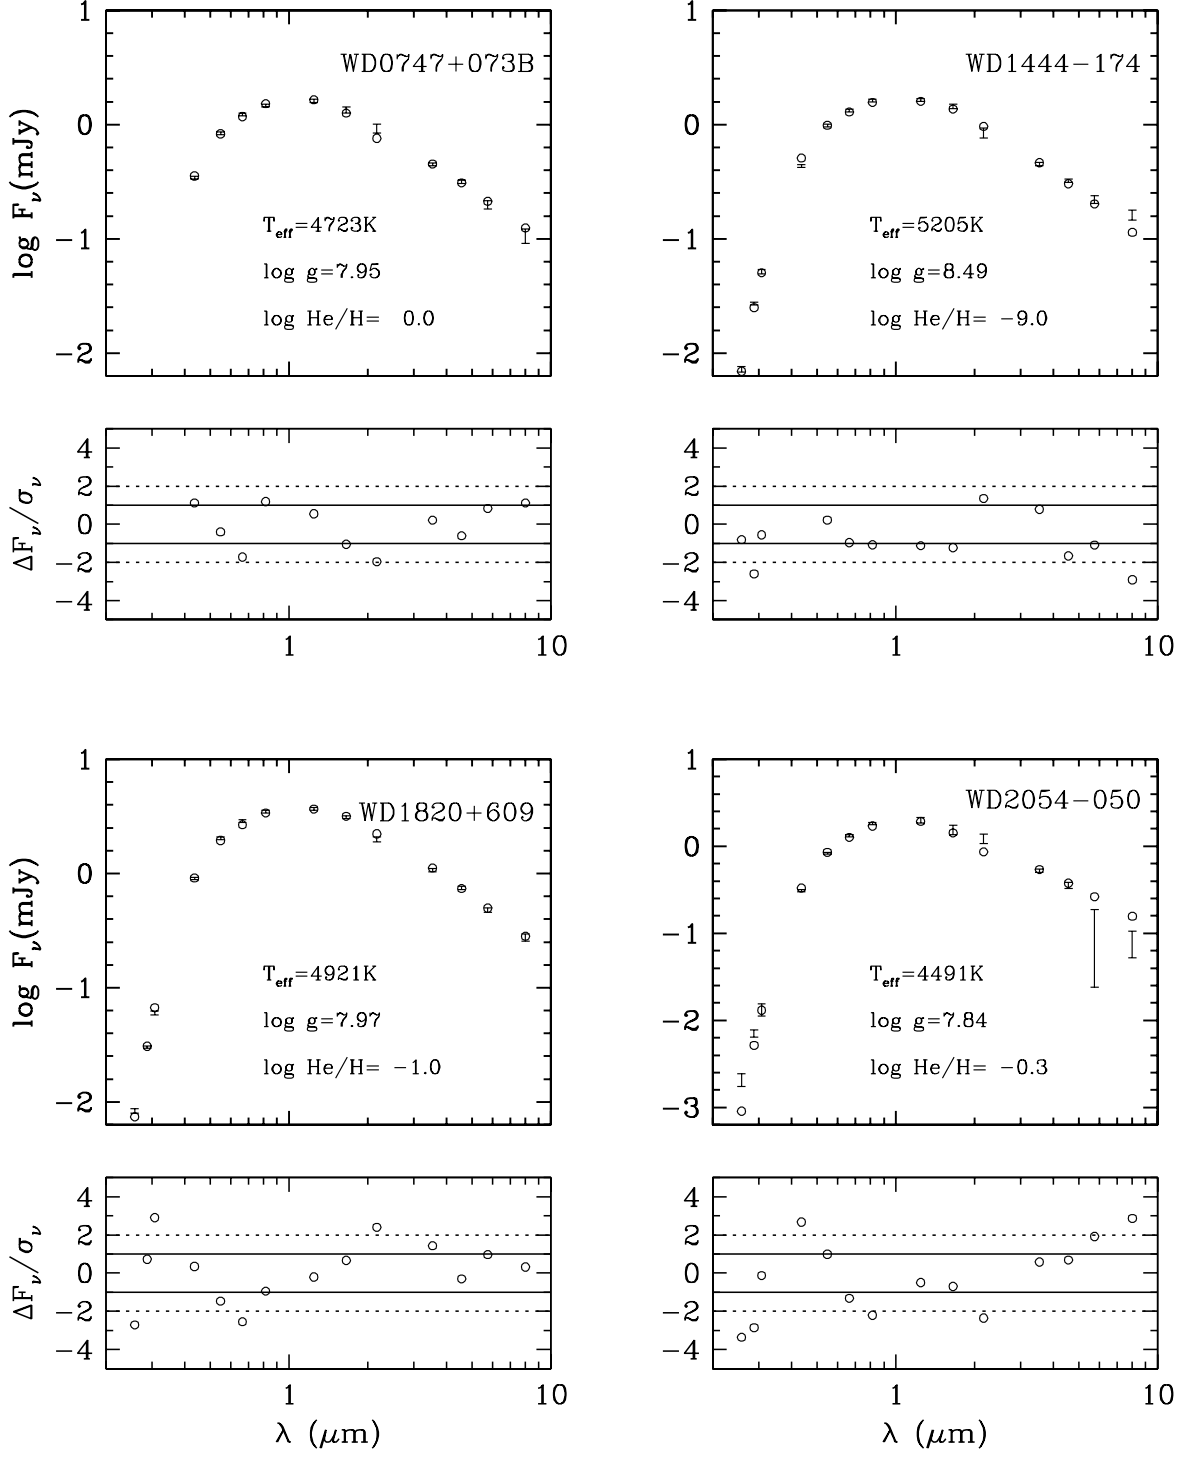 WD0747+073B
log F_ν(mJy)
1
0
−1
−2
T_eff=4723K
log g=7.95
log He/H= 0.0
ΔF_ν/σ_ν
4
2
0
−2
−4
1 10
WD1444−174
1
0
−1
−2
T_eff=5205K
log g=8.49
log He/H= −9.0
4
2
0
−2
−4
1 10
WD1820+609
log F_ν(mJy)
1
0
−1
−2
T_eff=4921K
log g=7.97
log He/H= −1.0
ΔF_ν/σ_ν
4
2
0
−2
−4
1 10
λ (μm)
WD2054−050
1
0
−1
−2
−3
T_eff=4491K
log g=7.84
log He/H= −0.3
4
2
0
−2
−4
1 10
λ (μm)